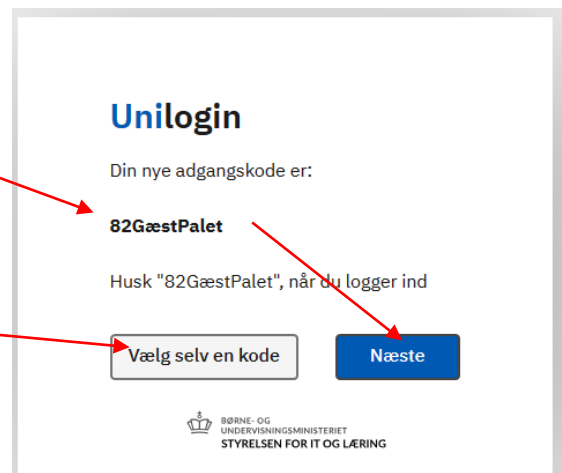 Unilogin
Din nye adgangskode er:
82GæstPalet
Husk "82GæstPalet", når du logger ind
Vælg selv en kode
Næste
BØRNE- OG
UNDERVISNINGSMINISTERIET
STYRELSEN FOR IT OG LÆRING